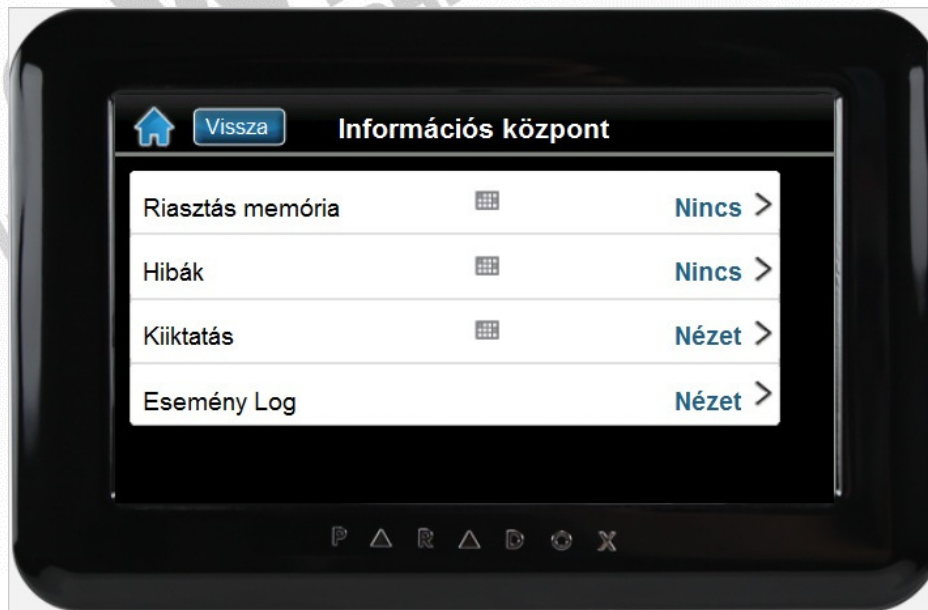 Vissza Információs központ
Riasztás memória Nincs >
Hibák Nincs >
Kiiktatás Nézet >
Esemény Log Nézet >
PARADOX